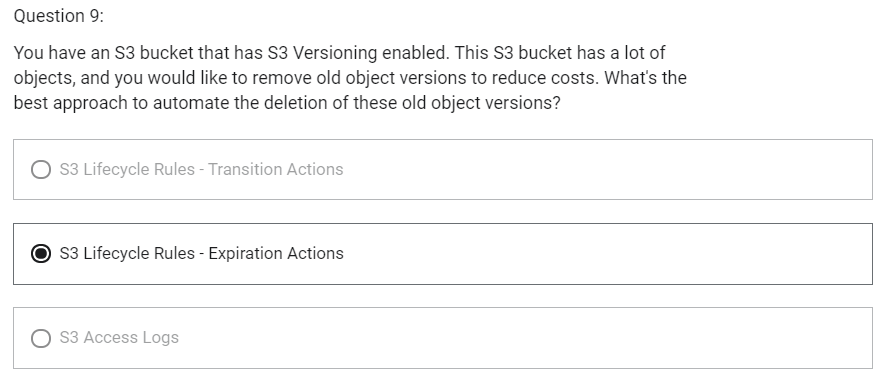 Question 9:
You have an S3 bucket that has S3 Versioning enabled. This S3 bucket has a lot of
objects, and you would like to remove old object versions to reduce costs. What's the
best approach to automate the deletion of these old object versions?
S3 Lifecycle Rules - Transition Actions
S3 Lifecycle Rules - Expiration Actions
S3 Access Logs